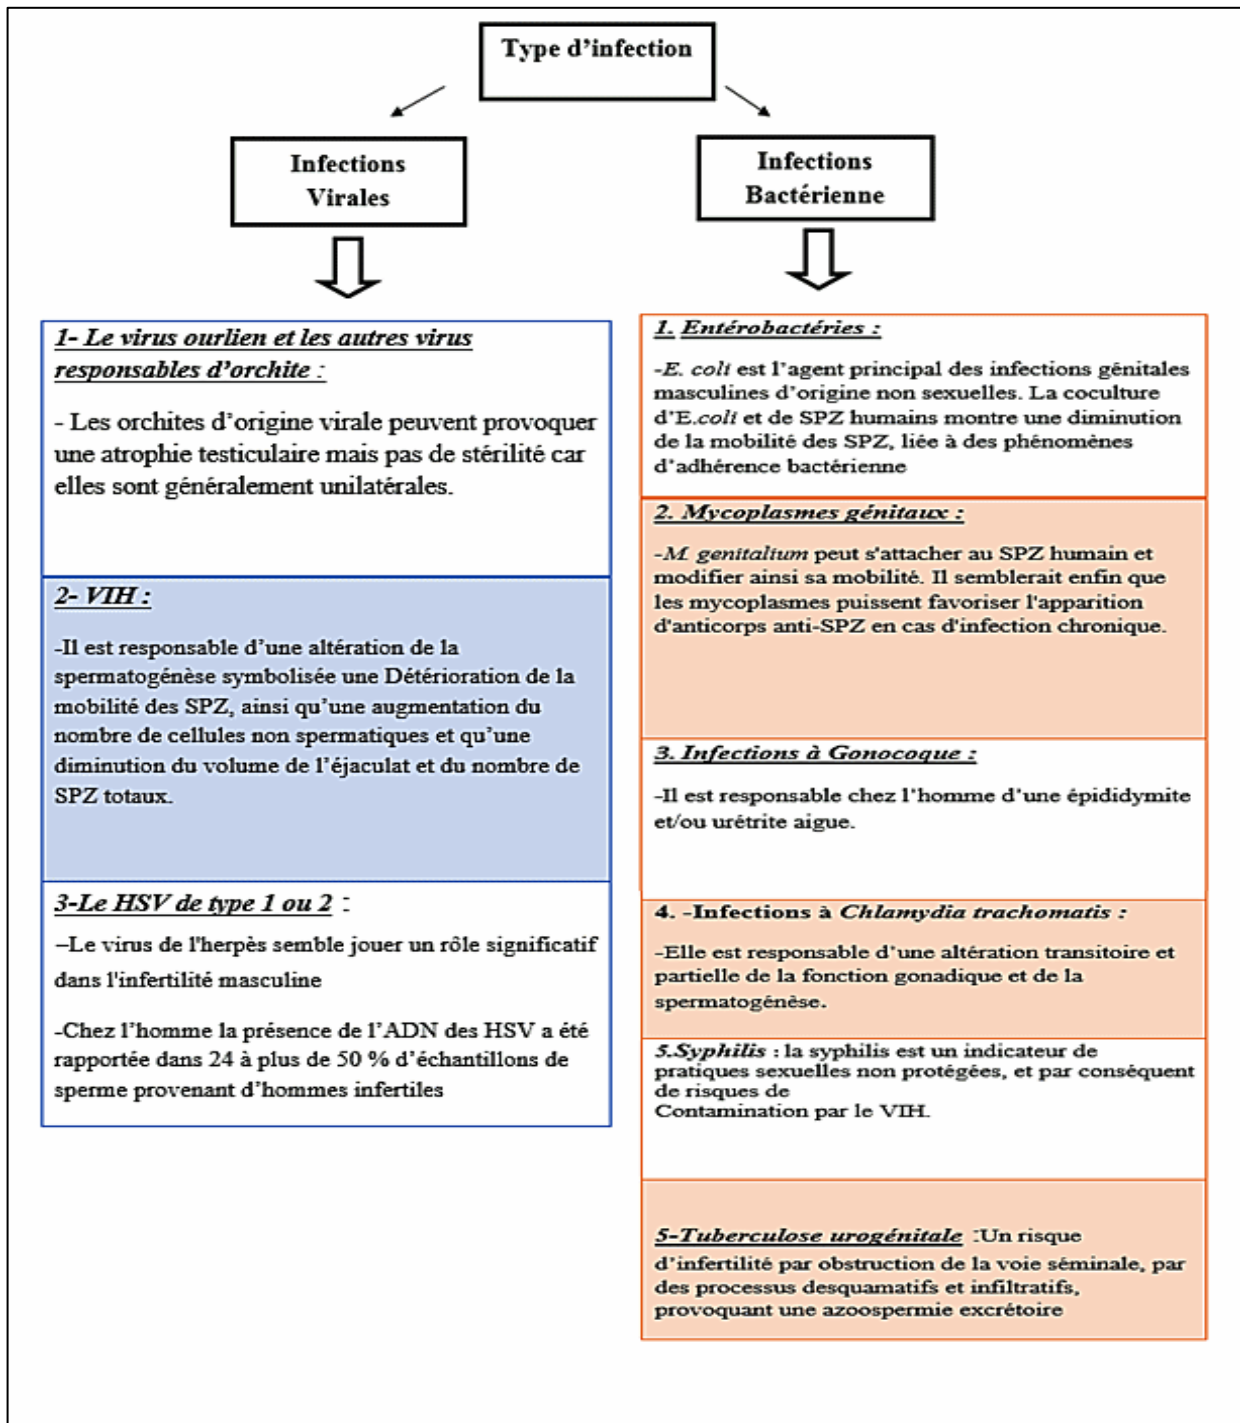 Type d’infection
Infections
Virales
Infections
Bactérienne
1- Le virus ourlien et les autres virus
responsables d’orchite :
- Les orchites d’origine virale peuvent provoquer
une atrophie testiculaire mais pas de stérilité car
elles sont généralement unilatérales.
2- VIH :
-Il est responsable d’une altération de la
spermatogénèse symbolisée une Détérioration de la
mobilité des SPZ, ainsi qu’une augmentation du
nombre de cellules non spermatiques et qu’une
diminution du volume de l’éjaculat et du nombre de
SPZ totaux.
3-Le HSV de type 1 ou 2 :
–Le virus de l'herpès semble jouer un rôle significatif
dans l'infertilité masculine
-Chez l’homme la présence de l’ADN des HSV a été
rapportée dans 24 à plus de 50 % d’échantillons de
sperme provenant d’hommes infertiles
1. Entérobactéries :
-E. coli est l’agent principal des infections génitales
masculines d’origine non sexuelles. La coculture
d’E.coli et de SPZ humains montre une diminution
de la mobilité des SPZ, liée à des phénomènes
d’adhérence bactérienne
2. Mycoplasmes génitaux :
-M. genitalium peut s'attacher au SPZ humain et
modifier ainsi sa mobilité. Il semblerait enfin que
les mycoplasmes puissent favoriser l'apparition
d'anticorps anti-SPZ en cas d'infection chronique.
3. Infections à Gonocoque :
-Il est responsable chez l’homme d’une épididymite
et/ou urétrite aigue.
4. -Infections à Chlamydia trachomatis :
-Elle est responsable d’une altération transitoire et
partielle de la fonction gonadique et de la
spermatogénèse.
5.Syphilis : la syphilis est un indicateur de
pratiques sexuelles non protégées, et par conséquent
de risques de
Contamination par le VIH.
5-Tuberculose urogénitale :Un risque
d’infertilité par obstruction de la voie séminale, par
des processus desquamatifs et infiltratifs,
provoquant une azoospermie excrétoire